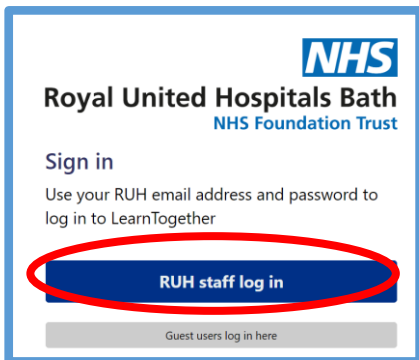 NHS
Royal United Hospitals Bath
NHS Foundation Trust
Sign in
Use your RUH email address and password to
log in to LearnTogether
RUH staff log in
Guest users log in here